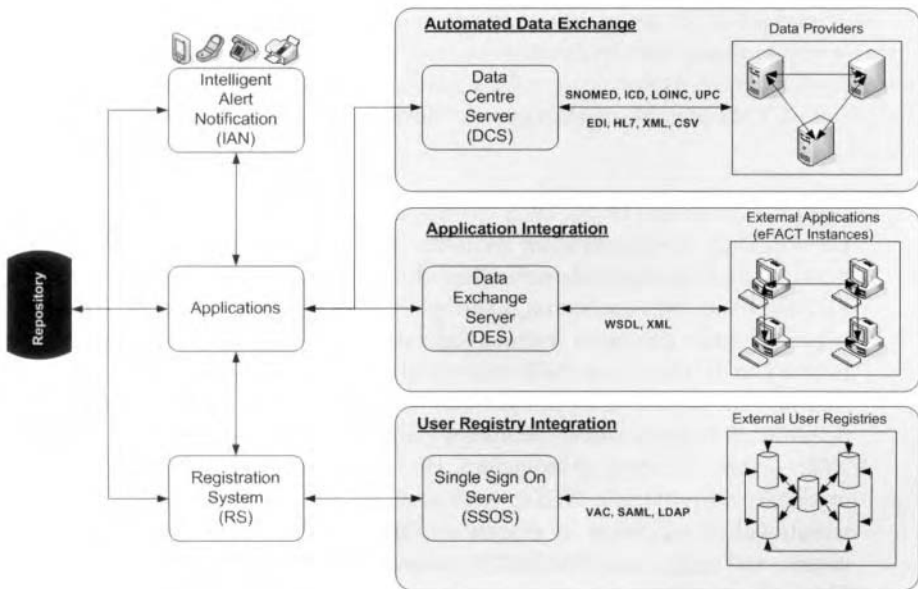 Repository
Intelligent
Alert
Notification
(IAN)
Applications
Registration
System
(RS)
Automated Data Exchange
Data
Centre
Server
(DCS)
SNOMED, ICD, LOINC, UPC
EDI, HL7, XML, CSV
Data Providers
Application Integration
Data
Exchange
Server
(DES)
WSDL, XML
External Applications
(eFACT Instances)
User Registry Integration
Single Sign On
Server
(SSOS)
VAC, SAML, LDAP
External User Registries